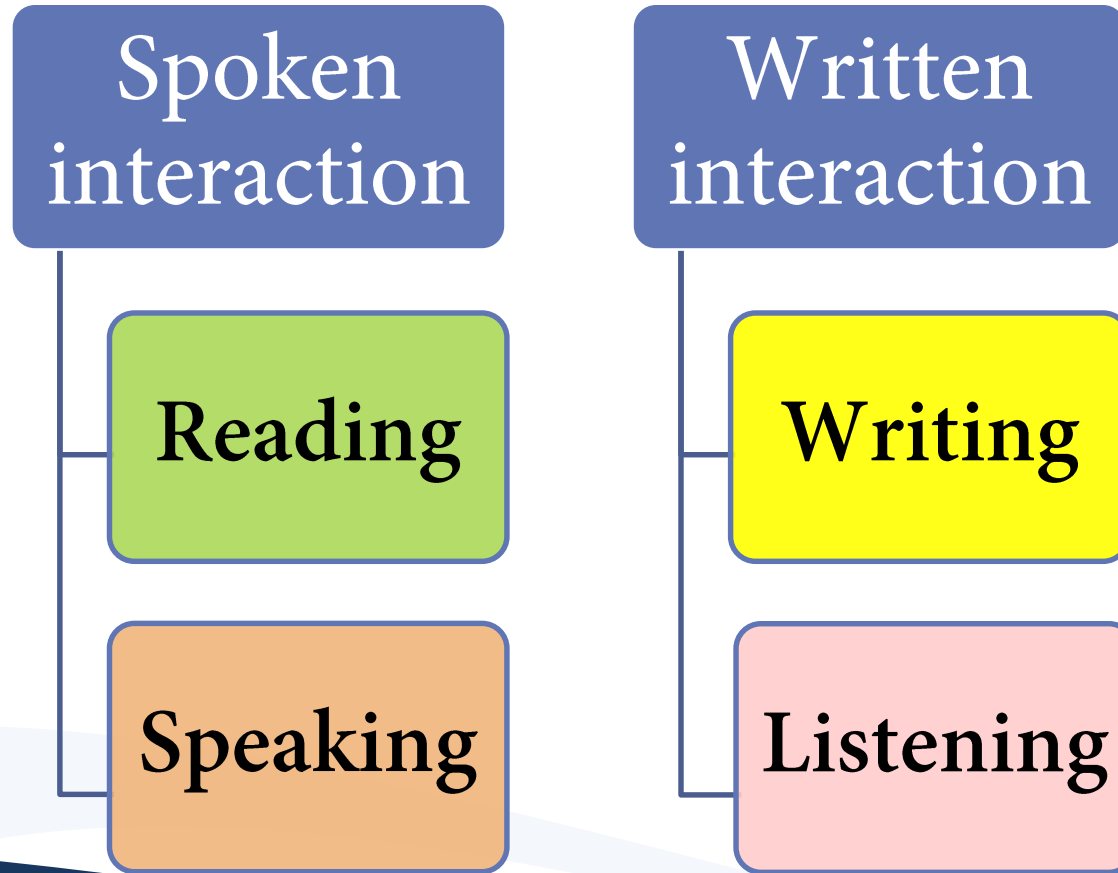 Spoken
interaction
Reading
Speaking
Written
interaction
Writing
Listening